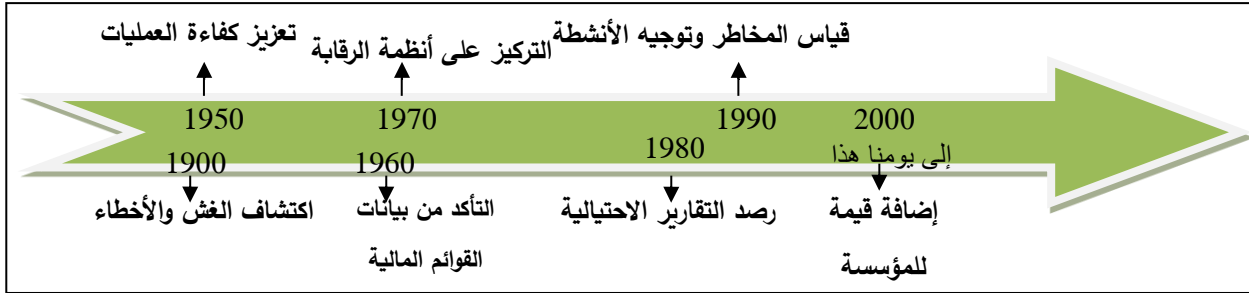 تعزيز كفاءة العمليات
التركيز على أنظمة الرقابة
قياس المخاطر وتوجيه الأنشطة
1950
1970
1990
2000
إلى يومنا هذا
1900
1960
1980
اكتشاف الغش والأخطاء
التأكد من بيانات
القوائم المالية
رصد التقارير الاحتيالية
إضافة قيمة
للمؤسسة